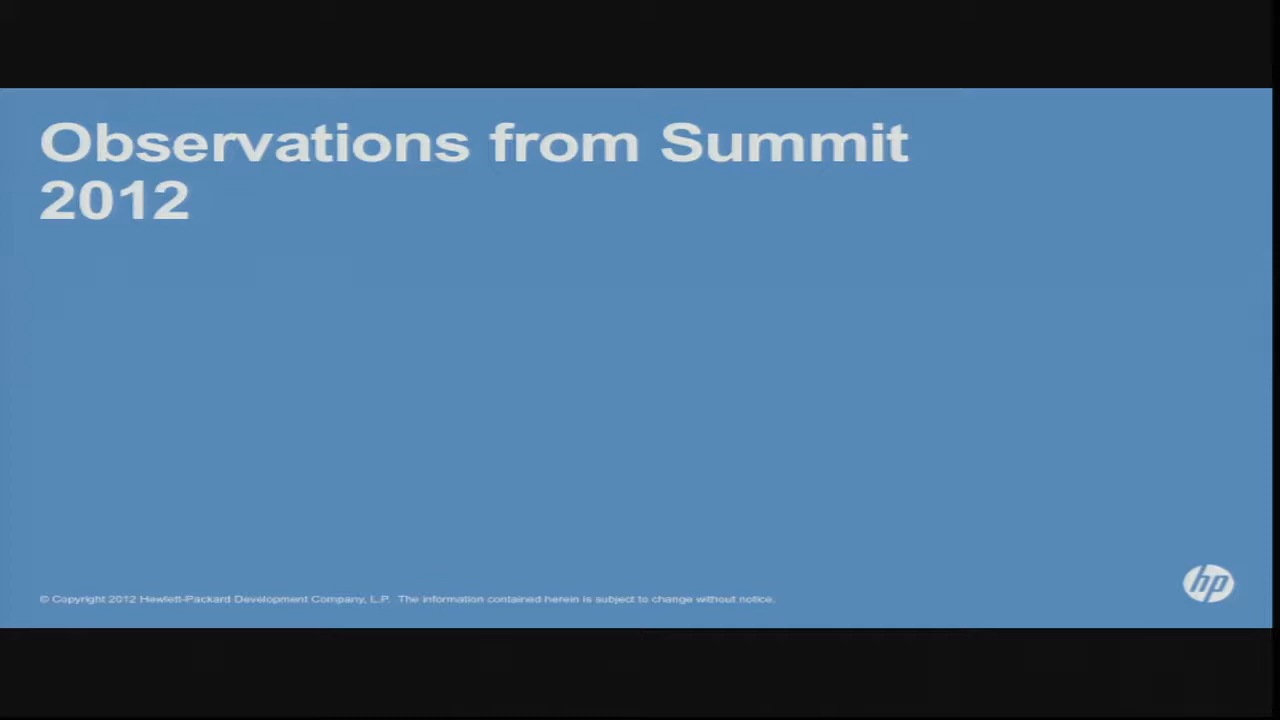 Observations from Summit
2012
© Copyright 2012 Hewlett-Packard Development Company, L.P. The information contained herein is subject to change without notice.
hp